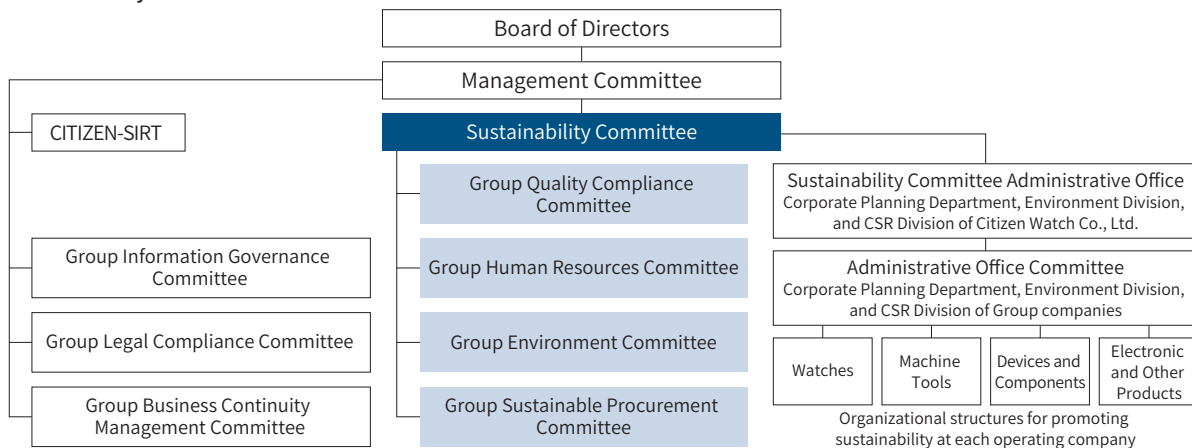 Board of Directors
Management Committee
CITIZEN-SIRT
Sustainability Committee
Group Information Governance
Committee
Group Legal Compliance Committee
Group Business Continuity
Management Committee
Group Quality Compliance
Committee
Group Human Resources Committee
Group Environment Committee
Group Sustainable Procurement
Committee
Sustainability Committee Administrative Office
Corporate Planning Department, Environment Division,
and CSR Division of Citizen Watch Co., Ltd.
Administrative Office Committee
Corporate Planning Department, Environment Division,
and CSR Division of Group companies
Watches
Machine
Tools
Devices and
Components
Electronic
and Other
Products
Organizational structures for promoting
sustainability at each operating company